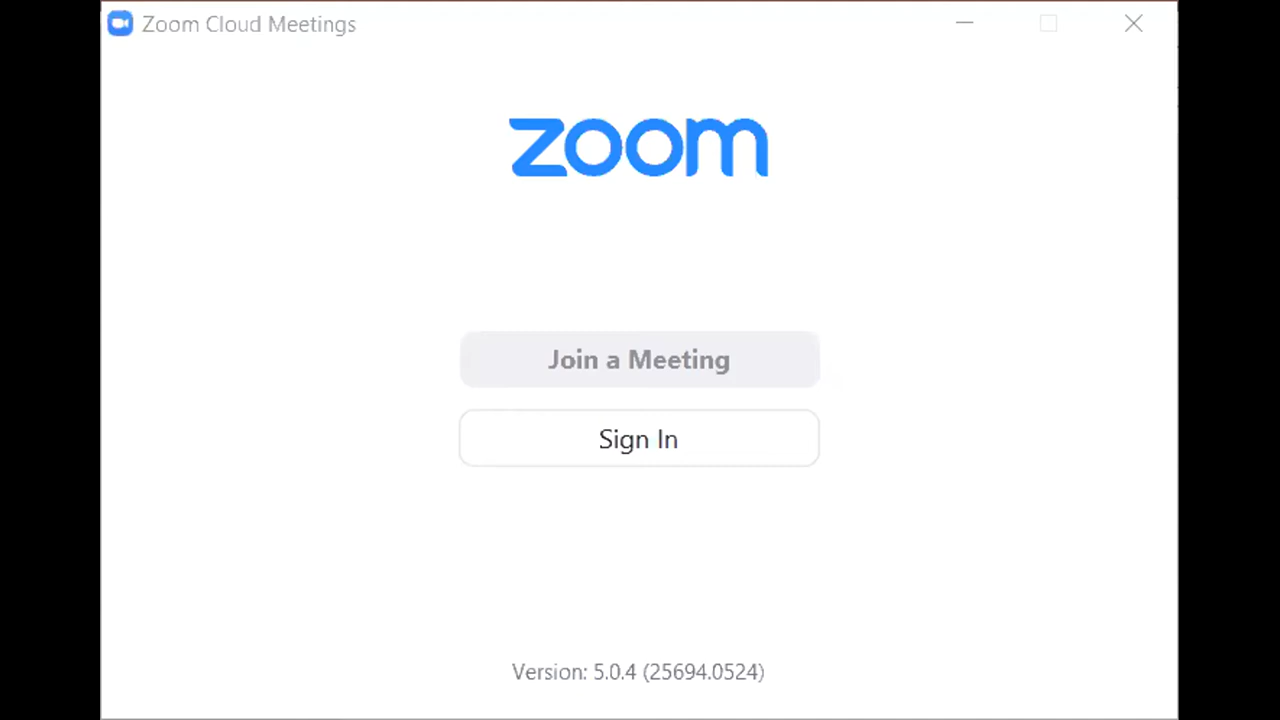 Zoom Cloud Meetings
zoom
Join a Meeting
Sign In
Version: 5.0.4 (25694.0524)